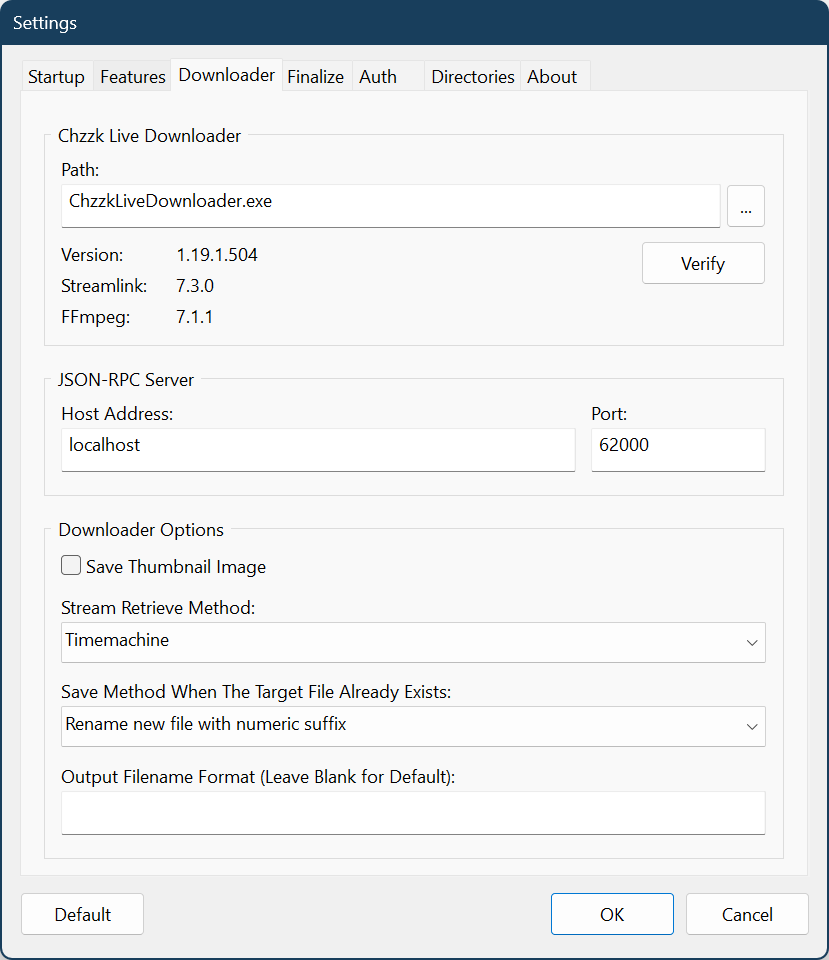 Settings
Startup Features Downloader Finalize Auth Directories About
Chzzk Live Downloader
Path:
ChzzkLiveDownloader.exe ...
Version: 1.19.1.504 Verify
Streamlink: 7.3.0
FFmpeg: 7.1.1
JSON-RPC Server
Host Address: Port:
localhost 62000
Downloader Options
Save Thumbnail Image
Stream Retrieve Method:
Timemachine
Save Method When The Target File Already Exists:
Rename new file with numeric suffix
Output Filename Format (Leave Blank for Default):
Default OK Cancel